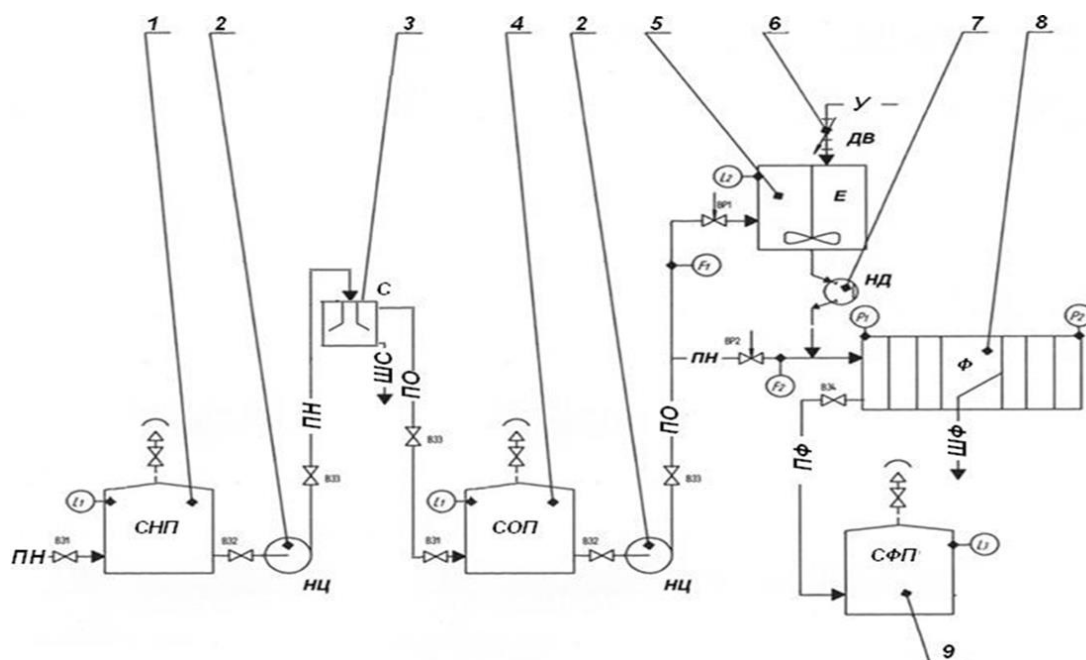 1 2 3 4 2 5 6 7 8
У
ДВ
L2
Е
ВР1
F1
НД
С
P1
P2
ВР2
ПН
Ф
F2
ШС
ПО
ПН
ПО
ВЗ4
ВЗ3
ШФ
ПФ
ВЗ3
ВЗ3
L1
СНП
L1
СОП
ВЗ1
ВЗ2
ВЗ1
ВЗ2
ПН
НЦ
НЦ
СФП
L3
9